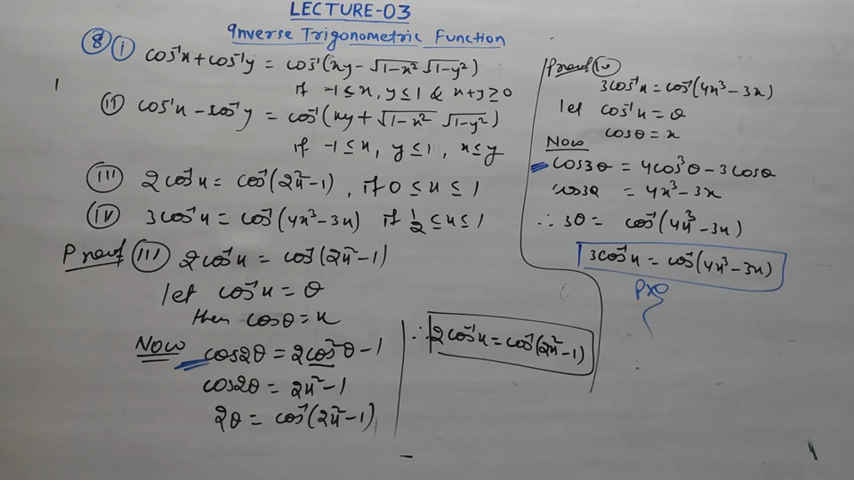 LECTURE-03
Inverse Trigonometric Function
⑧ (i) cos⁻¹x + cos⁻¹y = cos⁻¹(xy - √1-x² √1-y²)
if -1 ≤ x, y ≤ 1 & x+y ≥ 0
(ii) cos⁻¹x - cos⁻¹y = cos⁻¹(xy + √1-x² √1-y²)
if -1 ≤ x, y ≤ 1, x ≤ y
(iii) 2cos⁻¹x = cos⁻¹(2x²-1), if 0 ≤ x ≤ 1
(iv) 3cos⁻¹x = cos⁻¹(4x³-3x) if 1/2 ≤ x ≤ 1
Proof (iii) 2cos⁻¹x = cos⁻¹(2x²-1)
let cos⁻¹x = θ
then cosθ = x
Now cos2θ = 2cos²θ-1
cos2θ = 2x²-1
2θ = cos⁻¹(2x²-1)
∴ 2cos⁻¹x = cos⁻¹(2x²-1)
Proof (iv)
3cos⁻¹x = cos⁻¹(4x³-3x)
let cos⁻¹x = θ
cosθ = x
Now
cos3θ = 4cos³θ - 3cosθ
cos3θ = 4x³-3x
∴ 3θ = cos⁻¹(4x³-3x)
3cos⁻¹x = cos⁻¹(4x³-3x)